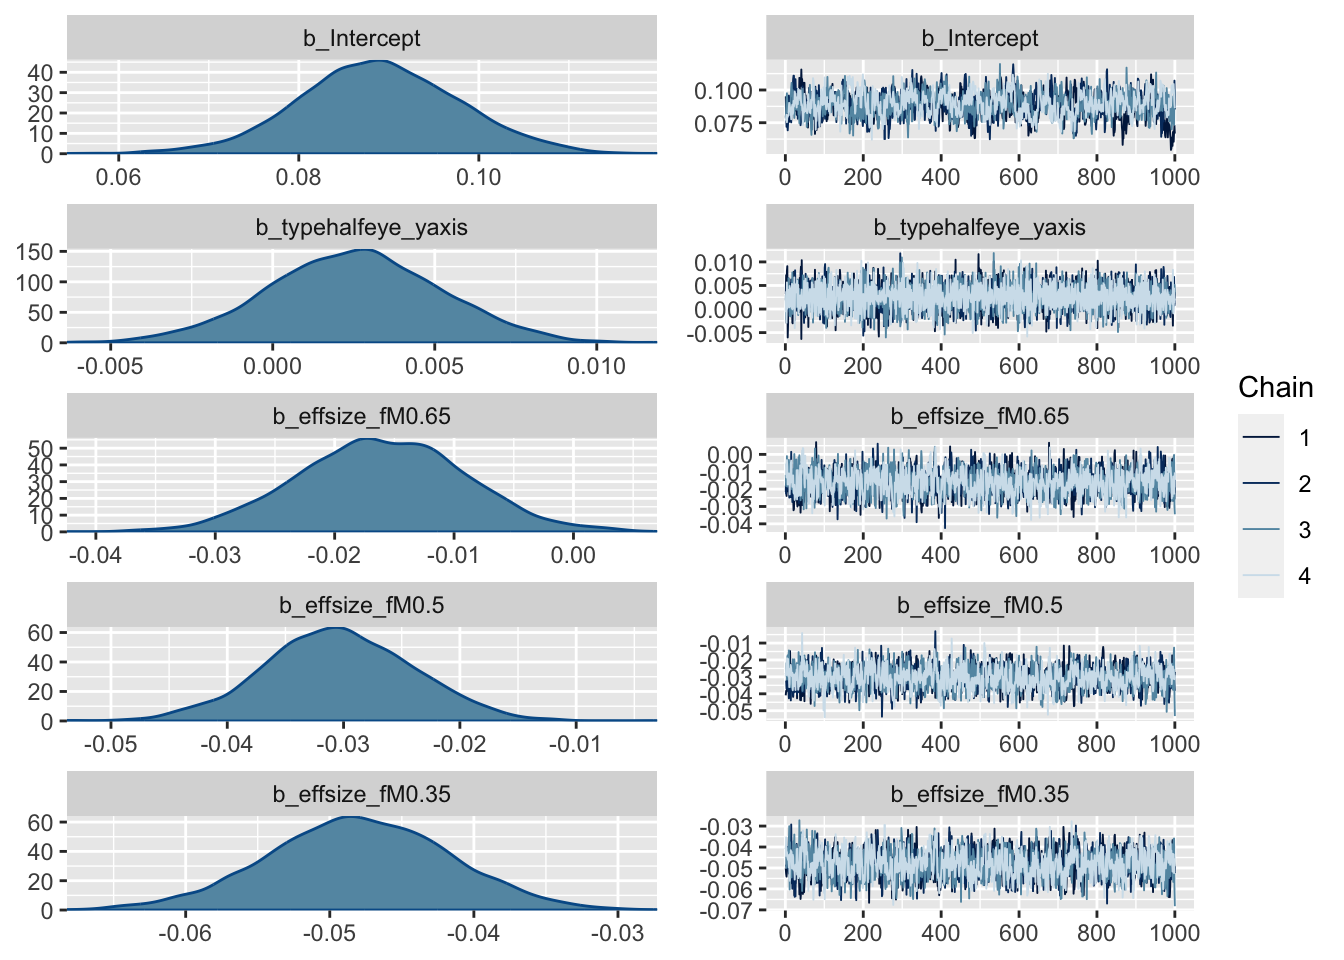 b_Intercept
40
30
20
10
0
0.06 0.08 0.10
b_Intercept
0.100
0.075
0 200 400 600 800 1000
b_typehalfeye_yaxis
150
100
50
0
-0.005 0.000 0.005 0.010
b_typehalfeye_yaxis
0.010
0.005
0.000
-0.005
0 200 400 600 800 1000
b_effsize_fM0.65
50
40
30
20
10
0
-0.04 -0.03 -0.02 -0.01 0.00
b_effsize_fM0.65
0.00
-0.01
-0.02
-0.03
-0.04
0 200 400 600 800 1000
b_effsize_fM0.5
60
40
20
0
-0.05 -0.04 -0.03 -0.02 -0.01
b_effsize_fM0.5
-0.01
-0.02
-0.03
-0.04
-0.05
0 200 400 600 800 1000
b_effsize_fM0.35
60
40
20
0
-0.06 -0.05 -0.04 -0.03
b_effsize_fM0.35
-0.03
-0.04
-0.05
-0.06
-0.07
0 200 400 600 800 1000
Chain
1
2
3
4